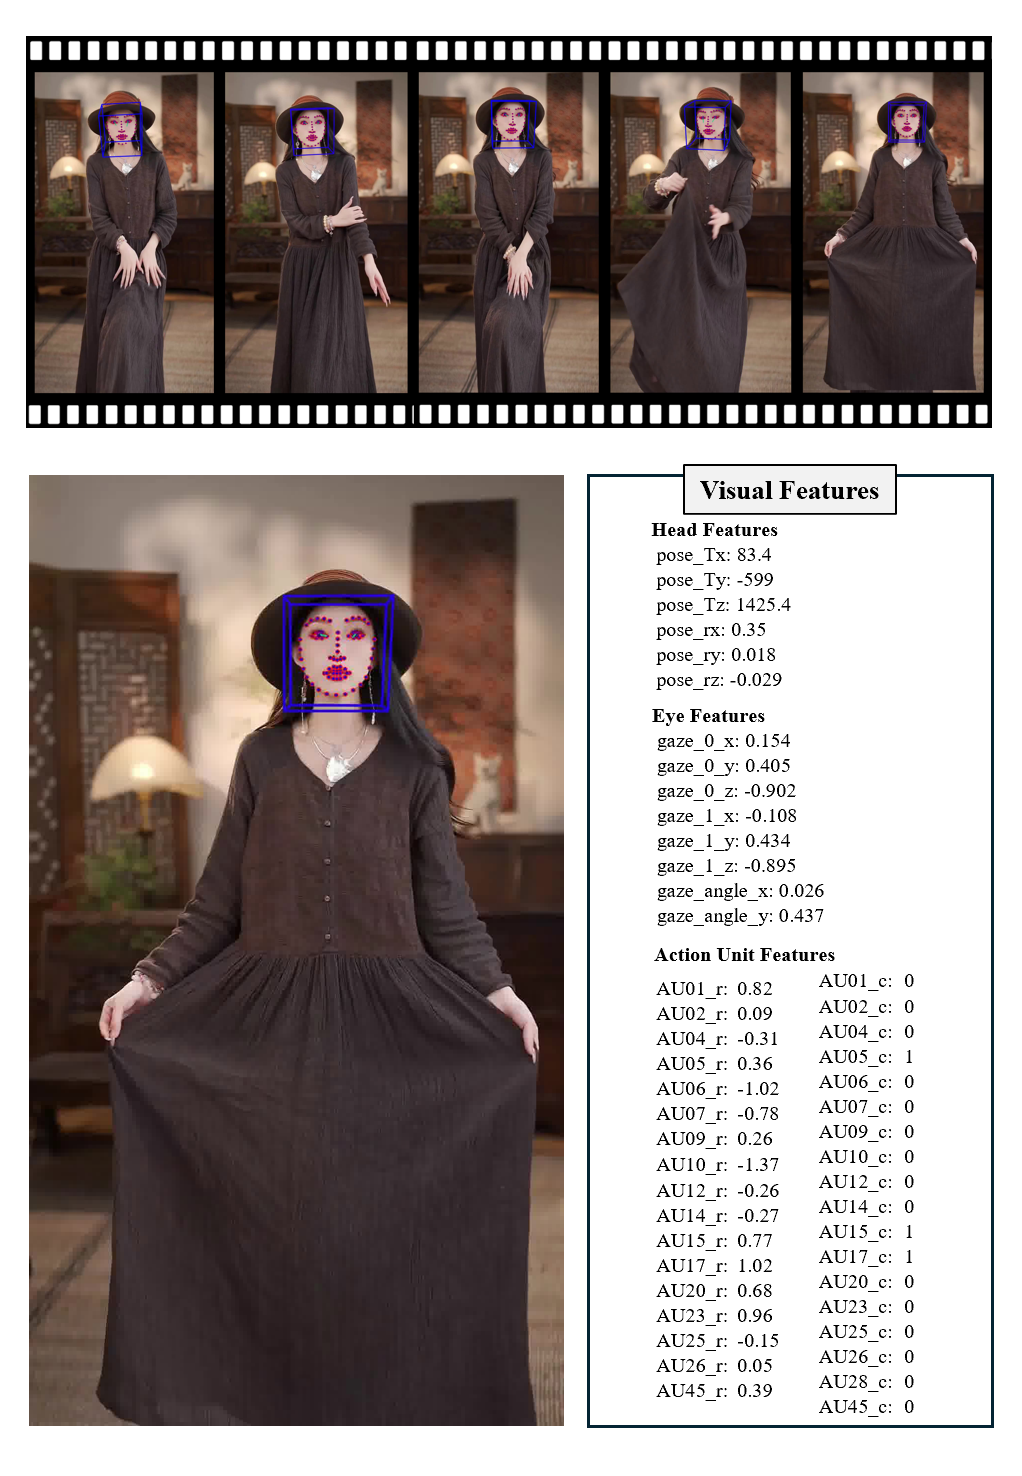 Visual Features
Head Features
pose_Tx: 83.4
pose_Ty: -599
pose_Tz: 1425.4
pose_rx: 0.35
pose_ry: 0.018
pose_rz: -0.029
Eye Features
gaze_0_x: 0.154
gaze_0_y: 0.405
gaze_0_z: -0.902
gaze_1_x: -0.108
gaze_1_y: 0.434
gaze_1_z: -0.895
gaze_angle_x: 0.026
gaze_angle_y: 0.437
Action Unit Features
AU01_r: 0.82
AU02_r: 0.09
AU04_r: -0.31
AU05_r: 0.36
AU06_r: -1.02
AU07_r: -0.78
AU09_r: 0.26
AU10_r: -1.37
AU12_r: -0.26
AU14_r: -0.27
AU15_r: 0.77
AU17_r: 1.02
AU20_r: 0.68
AU23_r: 0.96
AU25_r: -0.15
AU26_r: 0.05
AU45_r: 0.39
AU01_c: 0
AU02_c: 0
AU04_c: 0
AU05_c: 1
AU06_c: 0
AU07_c: 0
AU09_c: 0
AU10_c: 0
AU12_c: 0
AU14_c: 0
AU15_c: 1
AU17_c: 1
AU20_c: 0
AU23_c: 0
AU25_c: 0
AU26_c: 0
AU28_c: 0
AU45_c: 0